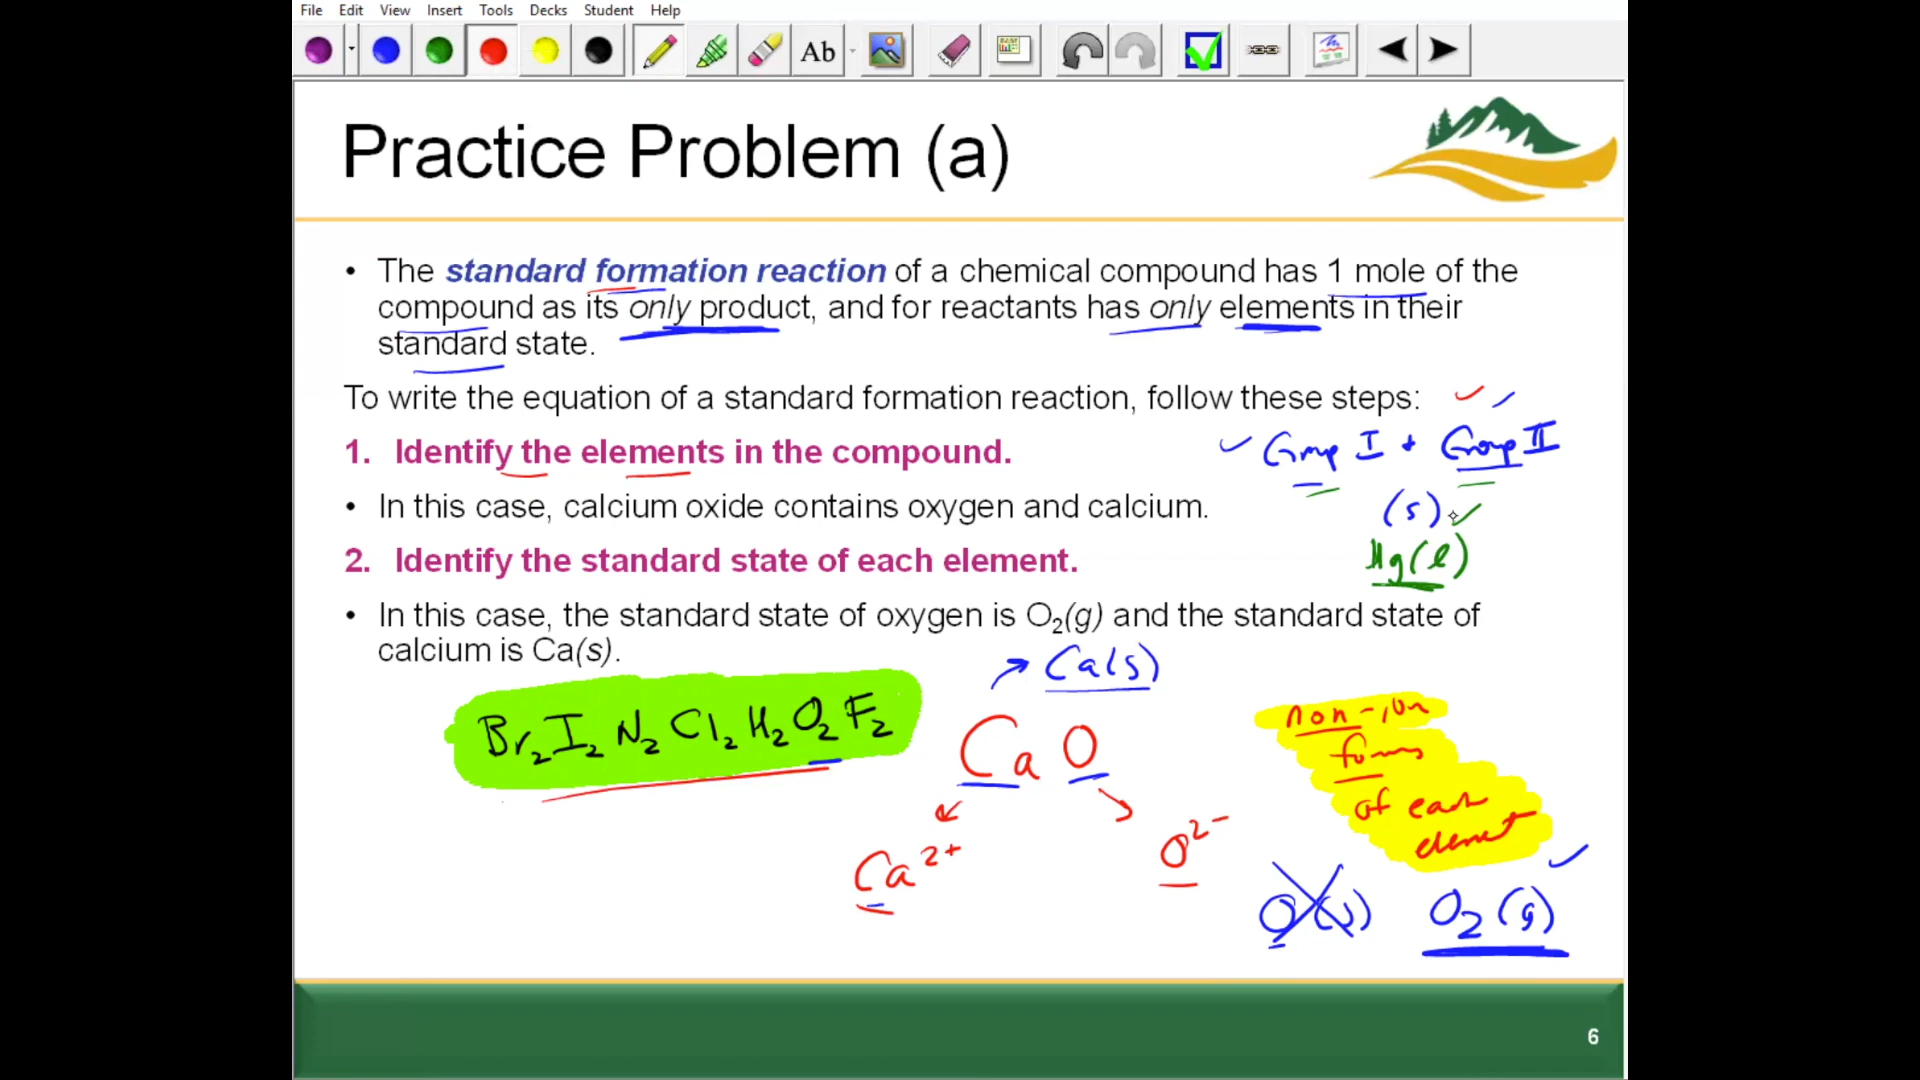 File Edit View Insert Tools Decks Student Help
Ab
Practice Problem (a)
• The standard formation reaction of a chemical compound has 1 mole of the
compound as its only product, and for reactants has only elements in their
standard state.
To write the equation of a standard formation reaction, follow these steps:
1. Identify the elements in the compound.
Group I + Group II
• In this case, calcium oxide contains oxygen and calcium.
(s)
2. Identify the standard state of each element.
Hg(l)
• In this case, the standard state of oxygen is O₂(g) and the standard state of
calcium is Ca(s).
Ca(s)
Br₂ I₂ N₂ Cl₂ H₂ O₂ F₂
CaO
non-ion
forms
of each
element
Ca²⁺
O²⁻
O₂(g)
6